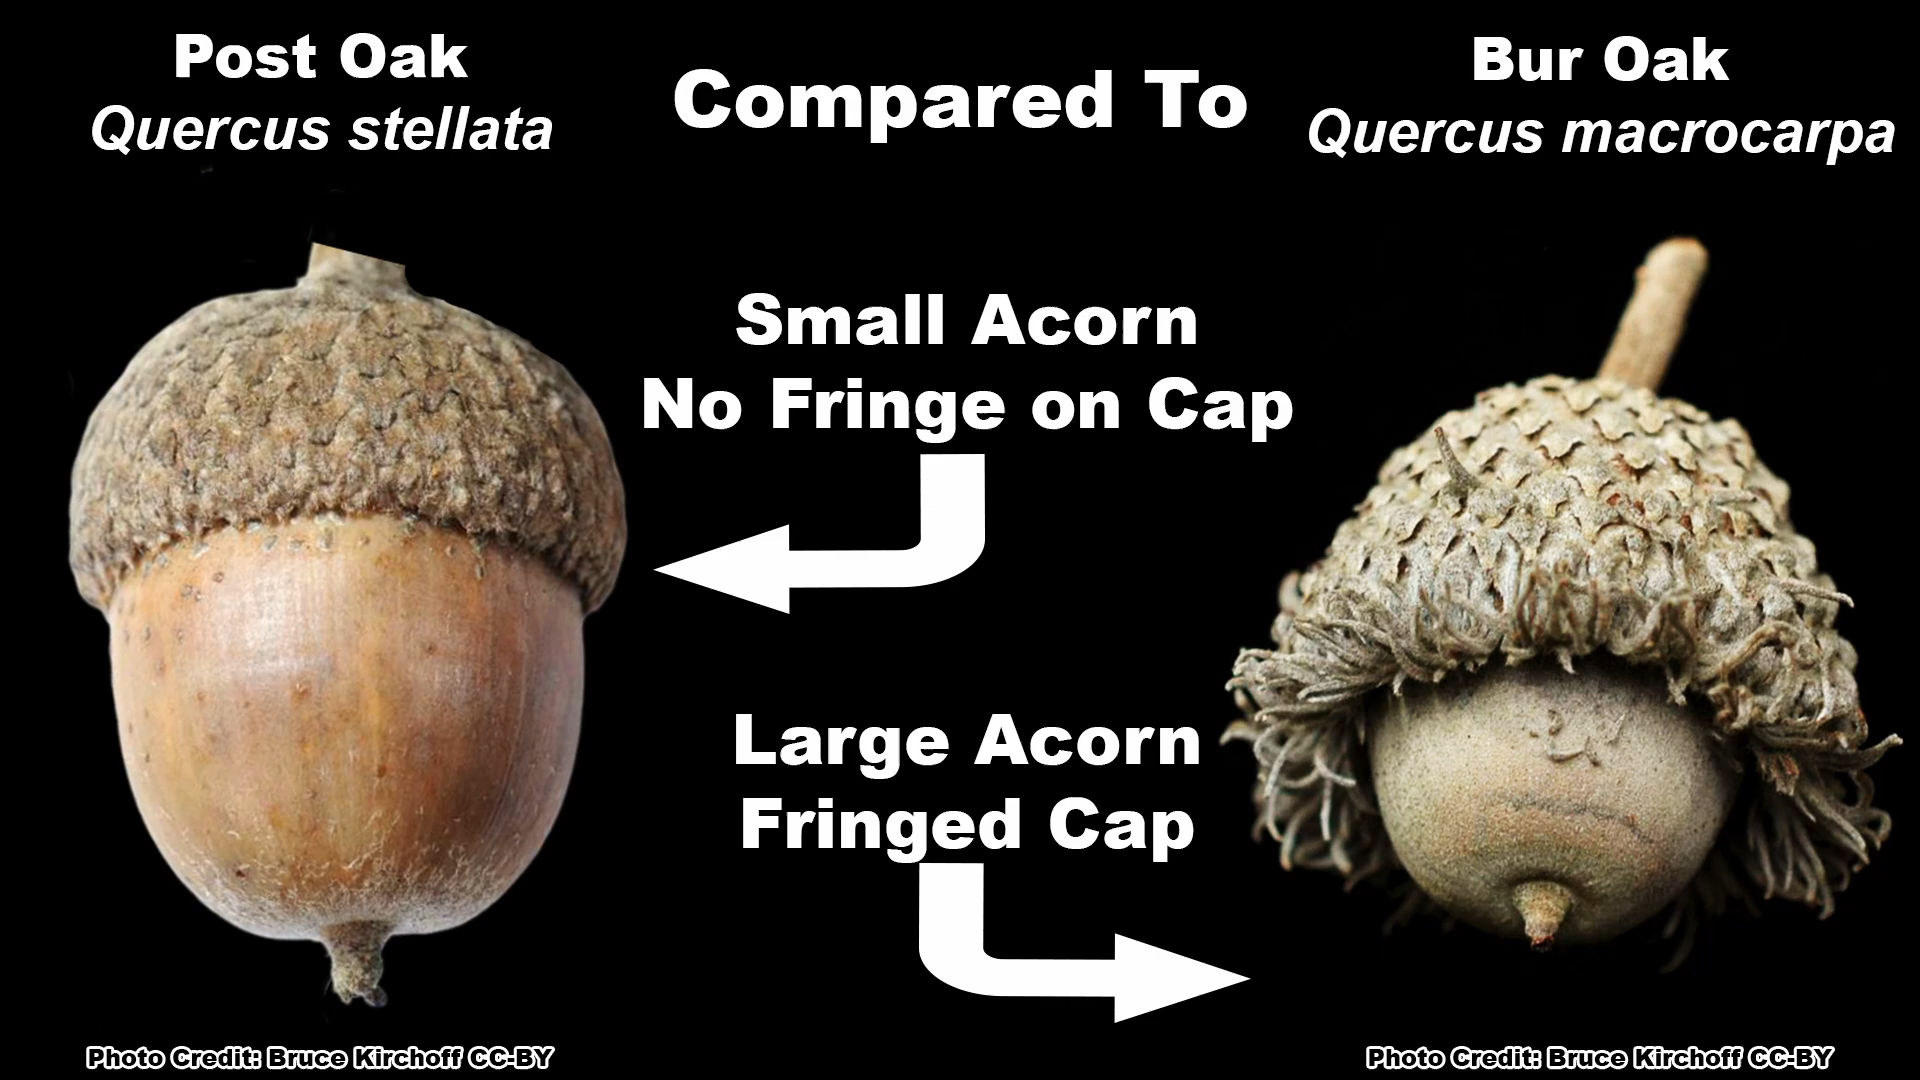 Post Oak
Quercus stellata
Compared To
Bur Oak
Quercus macrocarpa
Small Acorn
No Fringe on Cap
Large Acorn
Fringed Cap
Photo Credit: Bruce Kirchoff CC-BY
Photo Credit: Bruce Kirchoff CC-BY